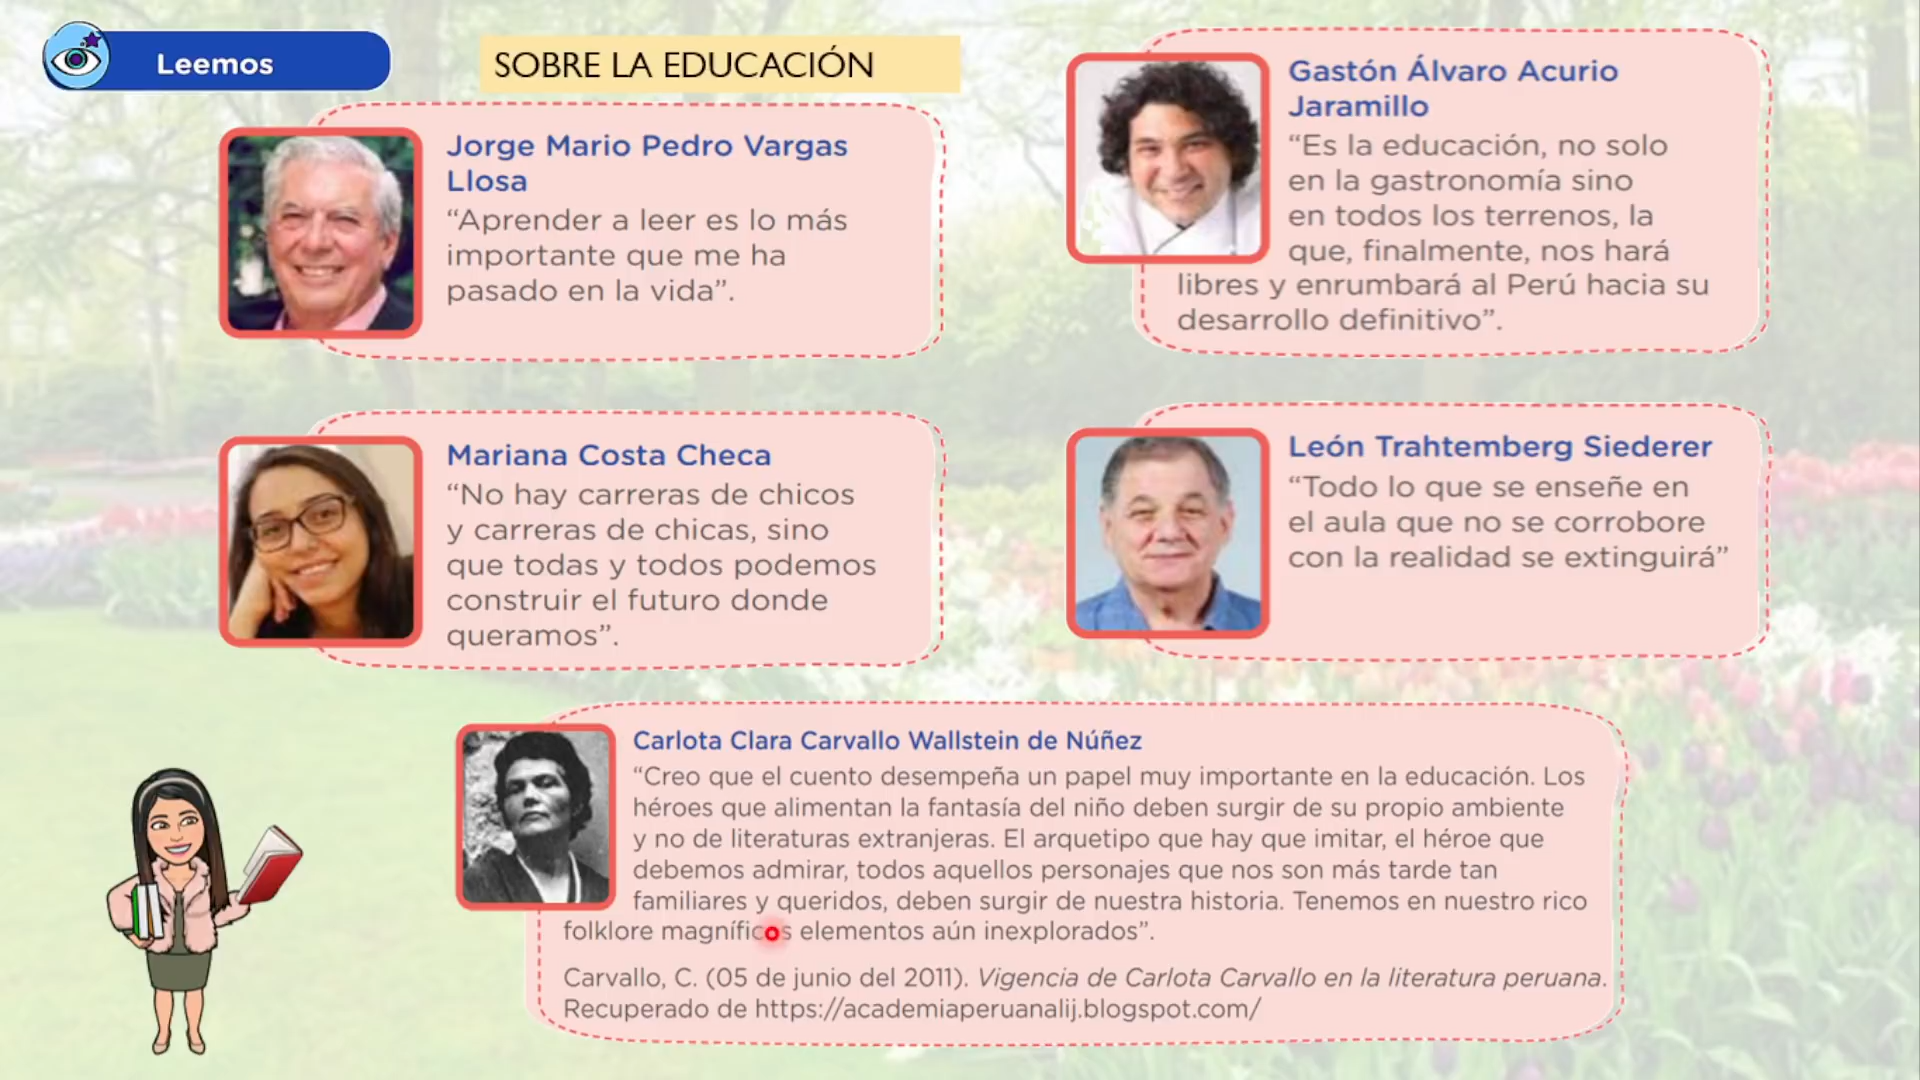 Leemos
SOBRE LA EDUCACIÓN
Jorge Mario Pedro Vargas
Llosa
“Aprender a leer es lo más
importante que me ha
pasado en la vida”.
Gastón Álvaro Acurio
Jaramillo
“Es la educación, no solo
en la gastronomía sino
en todos los terrenos, la
que, finalmente, nos hará
libres y enrumbará al Perú hacia su
desarrollo definitivo”.
Mariana Costa Checa
“No hay carreras de chicos
y carreras de chicas, sino
que todas y todos podemos
construir el futuro donde
queramos”.
León Trahtemberg Siederer
“Todo lo que se enseñe en
el aula que no se corrobore
con la realidad se extinguirá”
Carlota Clara Carvallo Wallstein de Núñez
“Creo que el cuento desempeña un papel muy importante en la educación. Los
héroes que alimentan la fantasía del niño deben surgir de su propio ambiente
y no de literaturas extranjeras. El arquetipo que hay que imitar, el héroe que
debemos admirar, todos aquellos personajes que nos son más tarde tan
familiares y queridos, deben surgir de nuestra historia. Tenemos en nuestro rico
folklore magníficos elementos aún inexplorados”.
Carvallo, C. (05 de junio del 2011). Vigencia de Carlota Carvallo en la literatura peruana.
Recuperado de https://academiaperuanalij.blogspot.com/